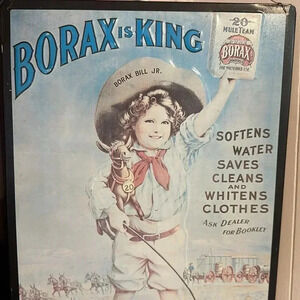 BORAX IS KING
20
MULE TEAM
BORAX
BORAX BILL JR.
SOFTENS
WATER
SAVES
CLEANS
AND
WHITENS
CLOTHES
ASK DEALER
FOR BOOKLET
20